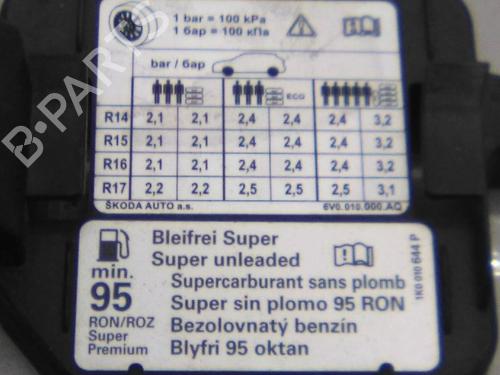 1 bar = 100 kPa
1 бар = 100 кПа
bar / бар
ECO
R14 2,1 2,1 2,4 2,4 2,4 3,2
R15 2,1 2,1 2,4 2,4 2,4 3,2
R16 2,1 2,1 2,4 2,4 2,4 3,2
R17 2,2 2,2 2,5 2,5 2,5 3,1
ŠKODA AUTO a.s. 6V0.010.000.AQ
min.
95
RON/ROZ
Super
Premium
Bleifrei Super
Super unleaded
Supercarburant sans plomb
Super sin plomo 95 RON
Bezolovnatý benzín
Blyfri 95 oktan
1K0 010 644 P
B-PARTS